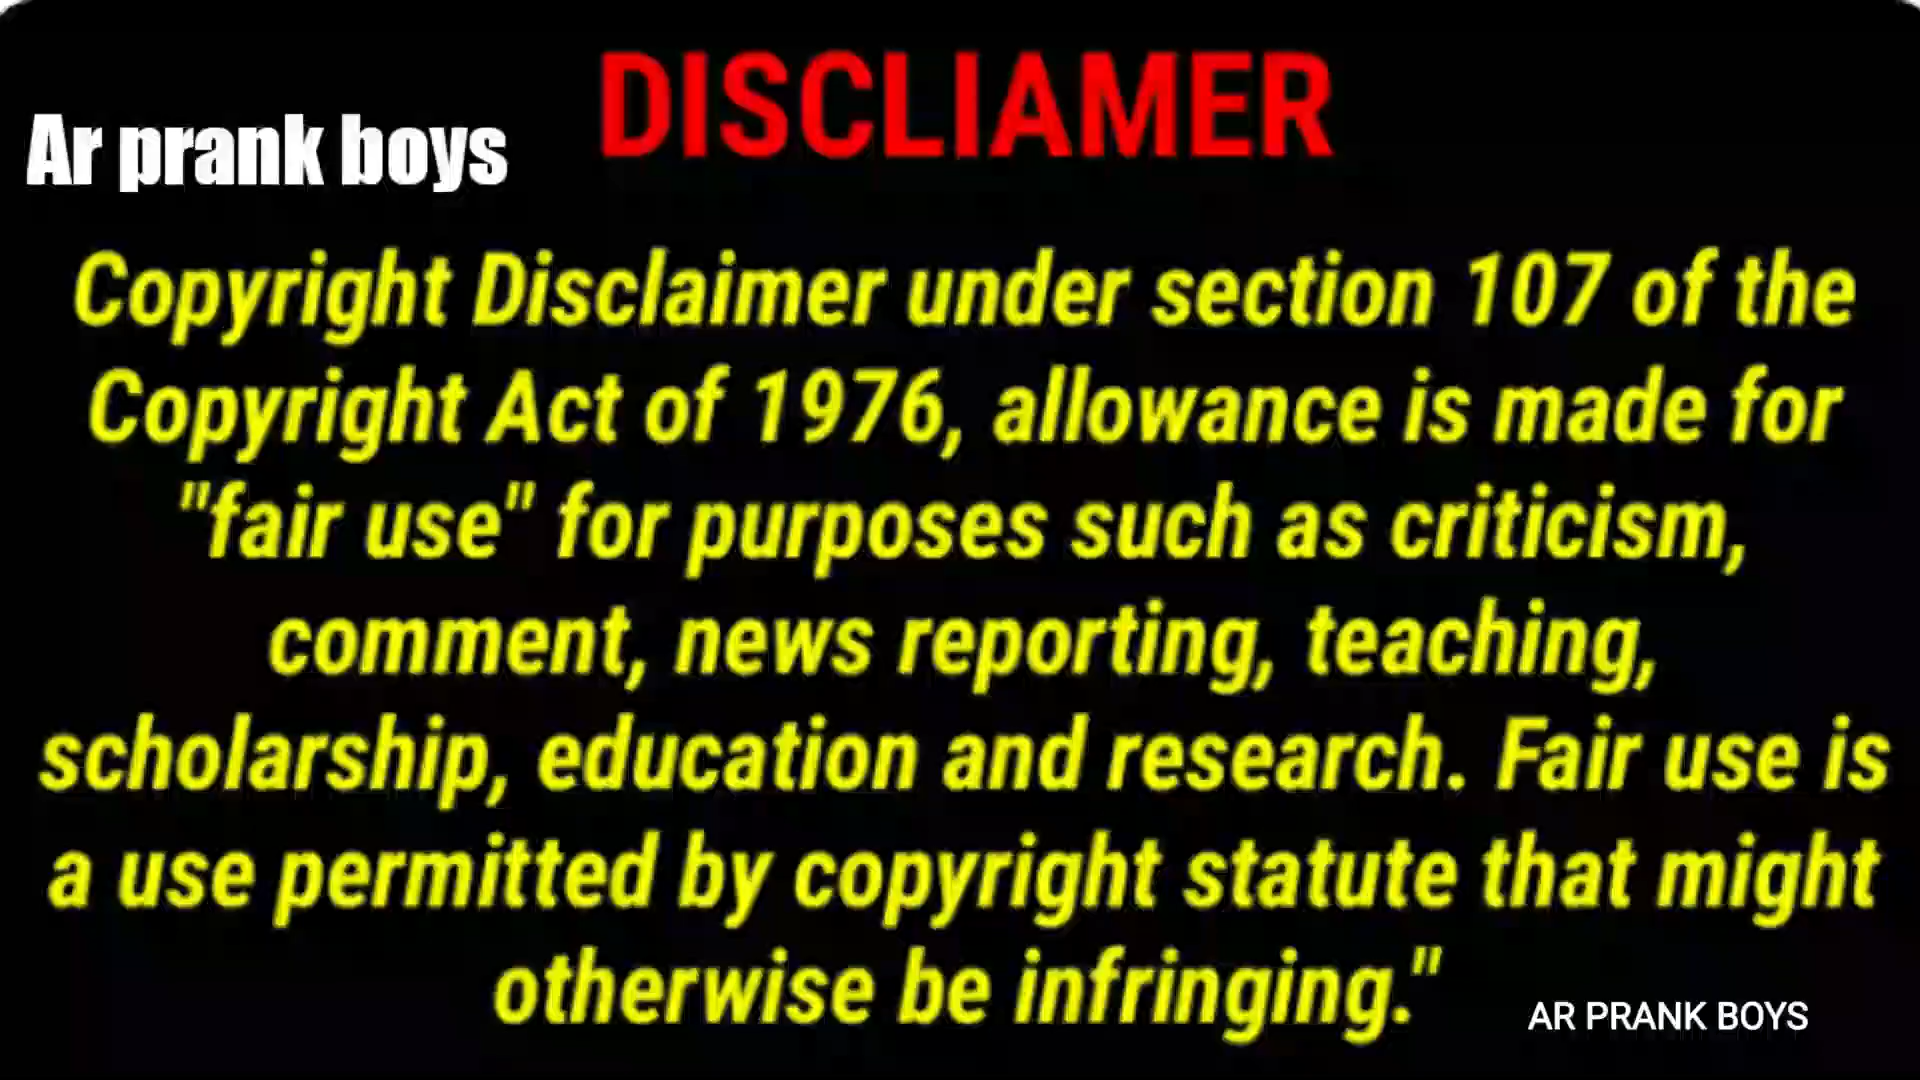 DISCLIAMER
Ar prank boys
Copyright Disclaimer under section 107 of the
Copyright Act of 1976, allowance is made for
"fair use" for purposes such as criticism,
comment, news reporting, teaching,
scholarship, education and research. Fair use is
a use permitted by copyright statute that might
otherwise be infringing."
AR PRANK BOYS